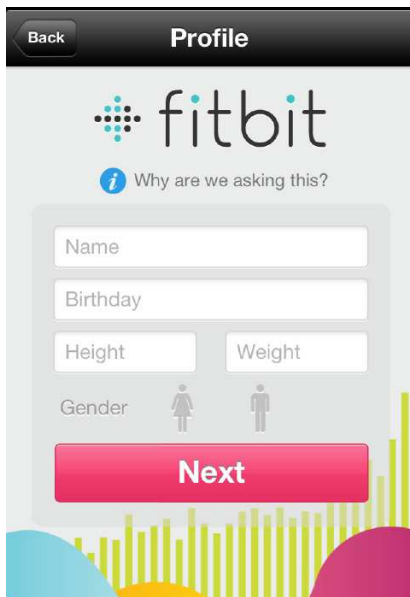 Back
Profile
fitbit
i Why are we asking this?
Name
Birthday
Height Weight
Gender
Next